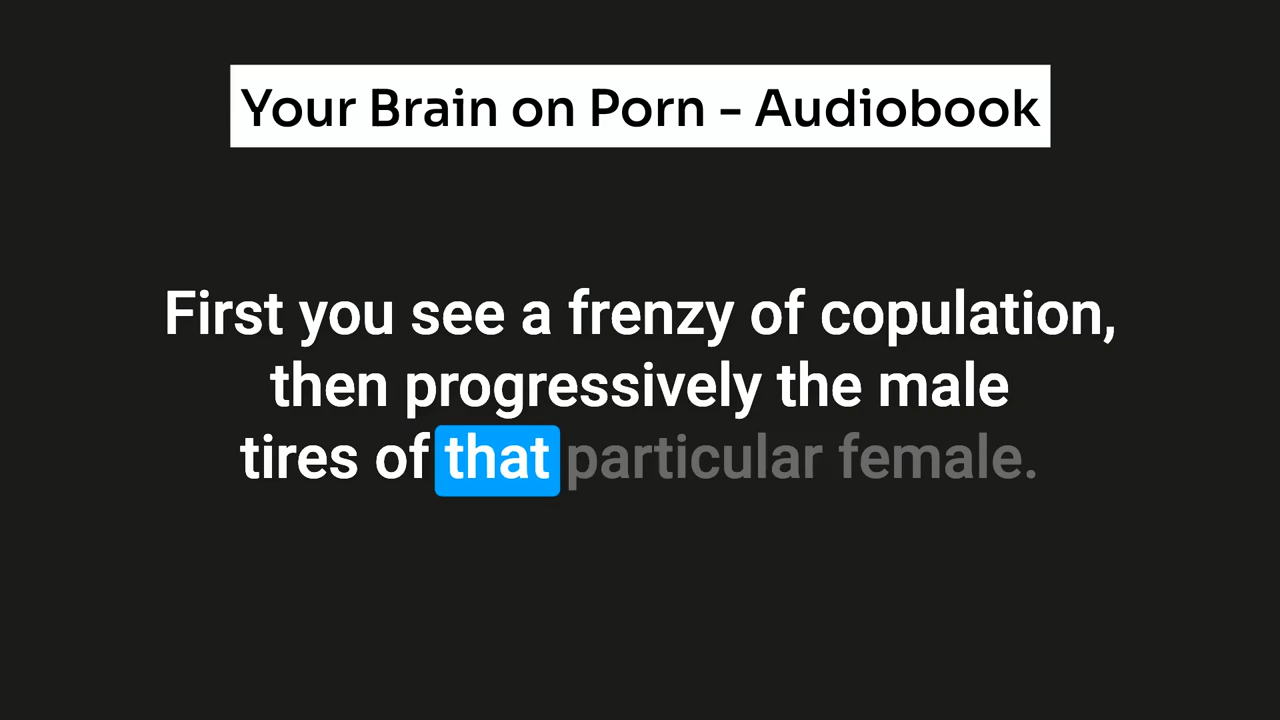 Your Brain on Porn - Audiobook
First you see a frenzy of copulation,
then progressively the male
tires of that particular female.